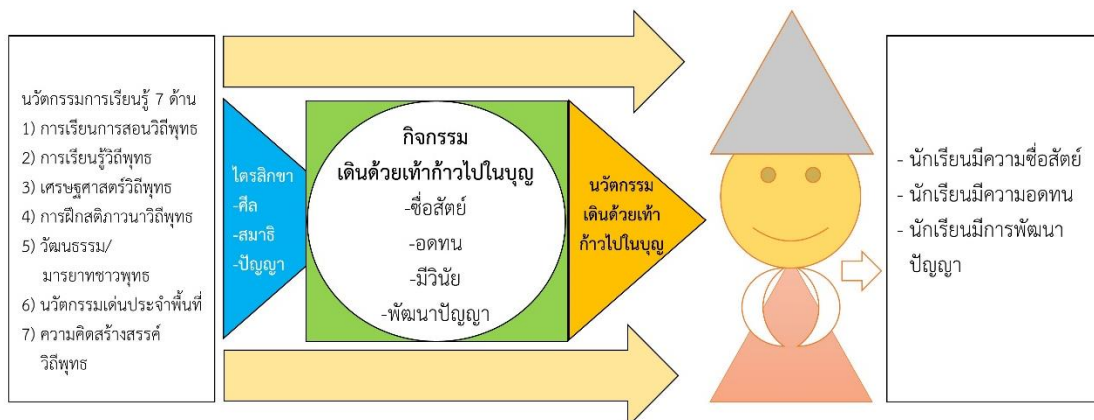 นวัตกรรมการเรียนรู้ 7 ด้าน
1) การเรียนการสอนวิถีพุทธ
2) การเรียนรู้วิถีพุทธ
3) เศรษฐศาสตร์วิถีพุทธ
4) การฝึกสติภาวนาวิถีพุทธ
5) วัฒนธรรม/
มารยาทชาวพุทธ
6) นวัตกรรมเด่นประจำพื้นที่
7) ความคิดสร้างสรรค์
วิถีพุทธ
ไตรสิกขา
-ศีล
-สมาธิ
-ปัญญา
กิจกรรม
เดินด้วยเท้าก้าวไปในบุญ
-ซื่อสัตย์
-อดทน
-มีวินัย
-พัฒนาปัญญา
นวัตกรรม
เดินด้วยเท้า
ก้าวไปในบุญ
- นักเรียนมีความซื่อสัตย์
- นักเรียนมีความอดทน
- นักเรียนมีการพัฒนา
ปัญญา